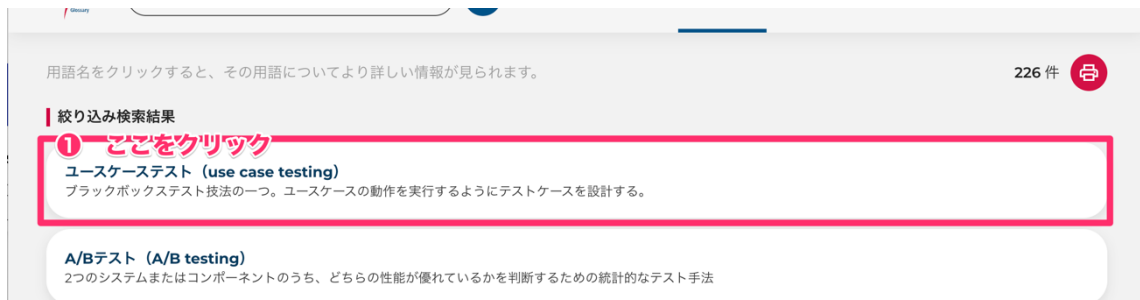 Glossary
用語名をクリックすると、その用語についてより詳しい情報が見られます。
226 件
絞り込み検索結果
❶ ここをクリック
ユースケーステスト（use case testing）
ブラックボックステスト技法の一つ。ユースケースの動作を実行するようにテストケースを設計する。
A/Bテスト（A/B testing）
2つのシステムまたはコンポーネントのうち、どちらの性能が優れているかを判断するための統計的なテスト手法